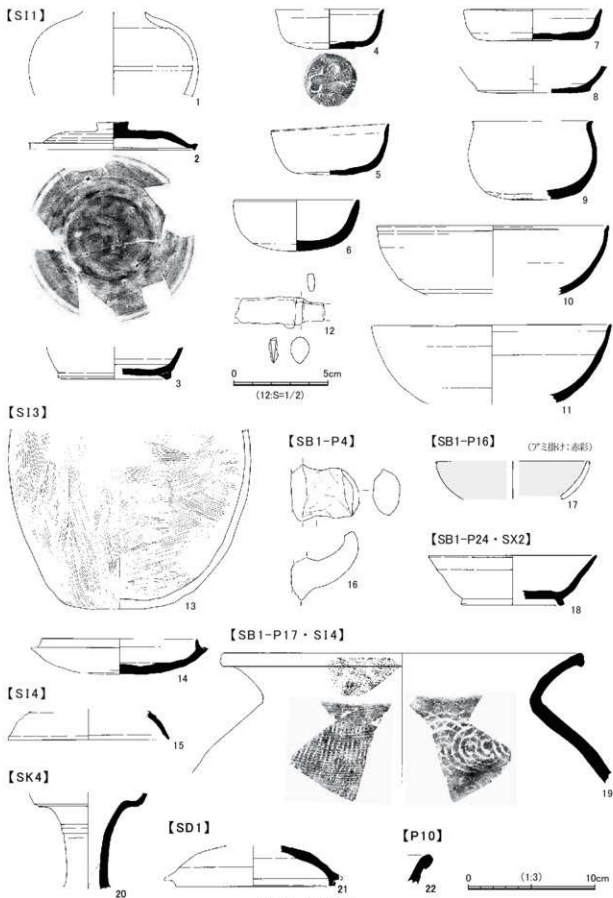 【SI1】
1
2
3
4
5
6
7
8
9
10
11
12
0 5cm
(12:S=1/2)
【SI3】
13
14
【SB1-P4】
16
【SB1-P16】
(アミ掛け:赤彩)
17
【SB1-P24・SX2】
18
【SB1-P17・SI4】
19
【SI4】
15
【SK4】
20
【SD1】
21
【P10】
22
0 (1:3) 10cm